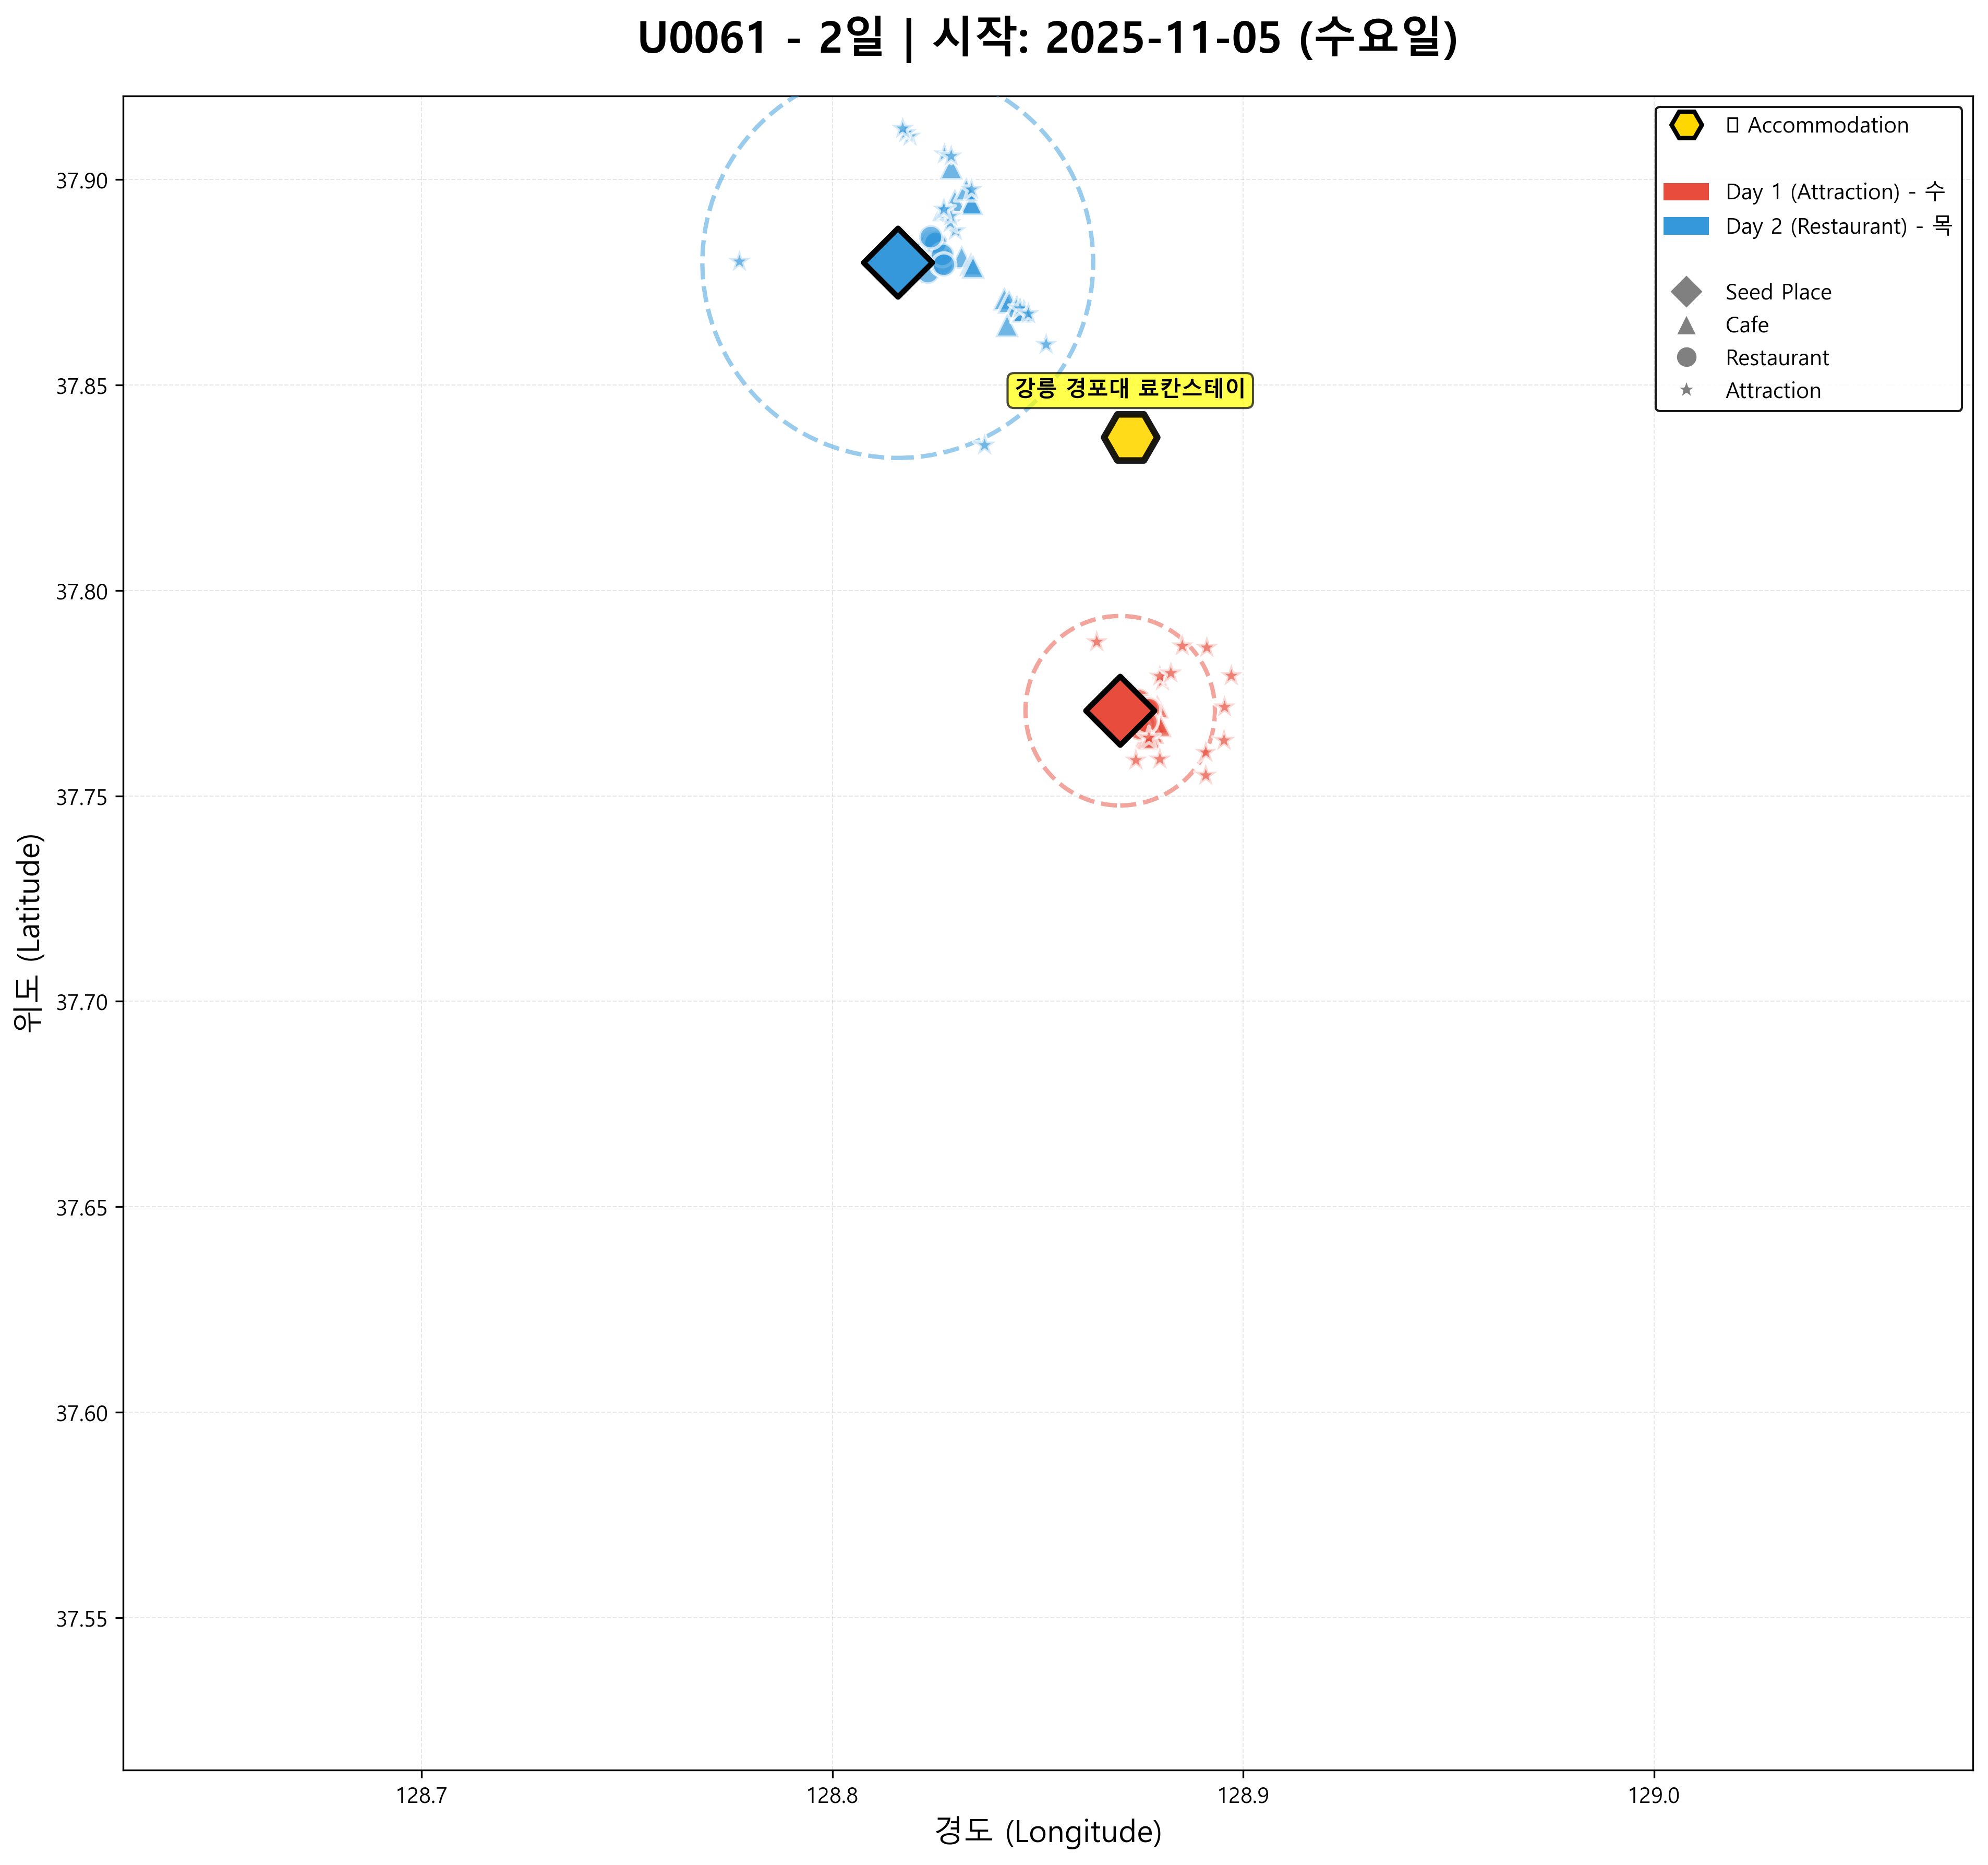 U0061 - 2일 | 시작: 2025-11-05 (수요일)
Accommodation
Day 1 (Attraction) - 수
Day 2 (Restaurant) - 목
Seed Place
Cafe
Restaurant
Attraction
강릉 경포대 료칸스테이
37.90
37.85
37.80
37.75
37.70
37.65
37.60
37.55
위도 (Latitude)
128.7
128.8
128.9
129.0
경도 (Longitude)